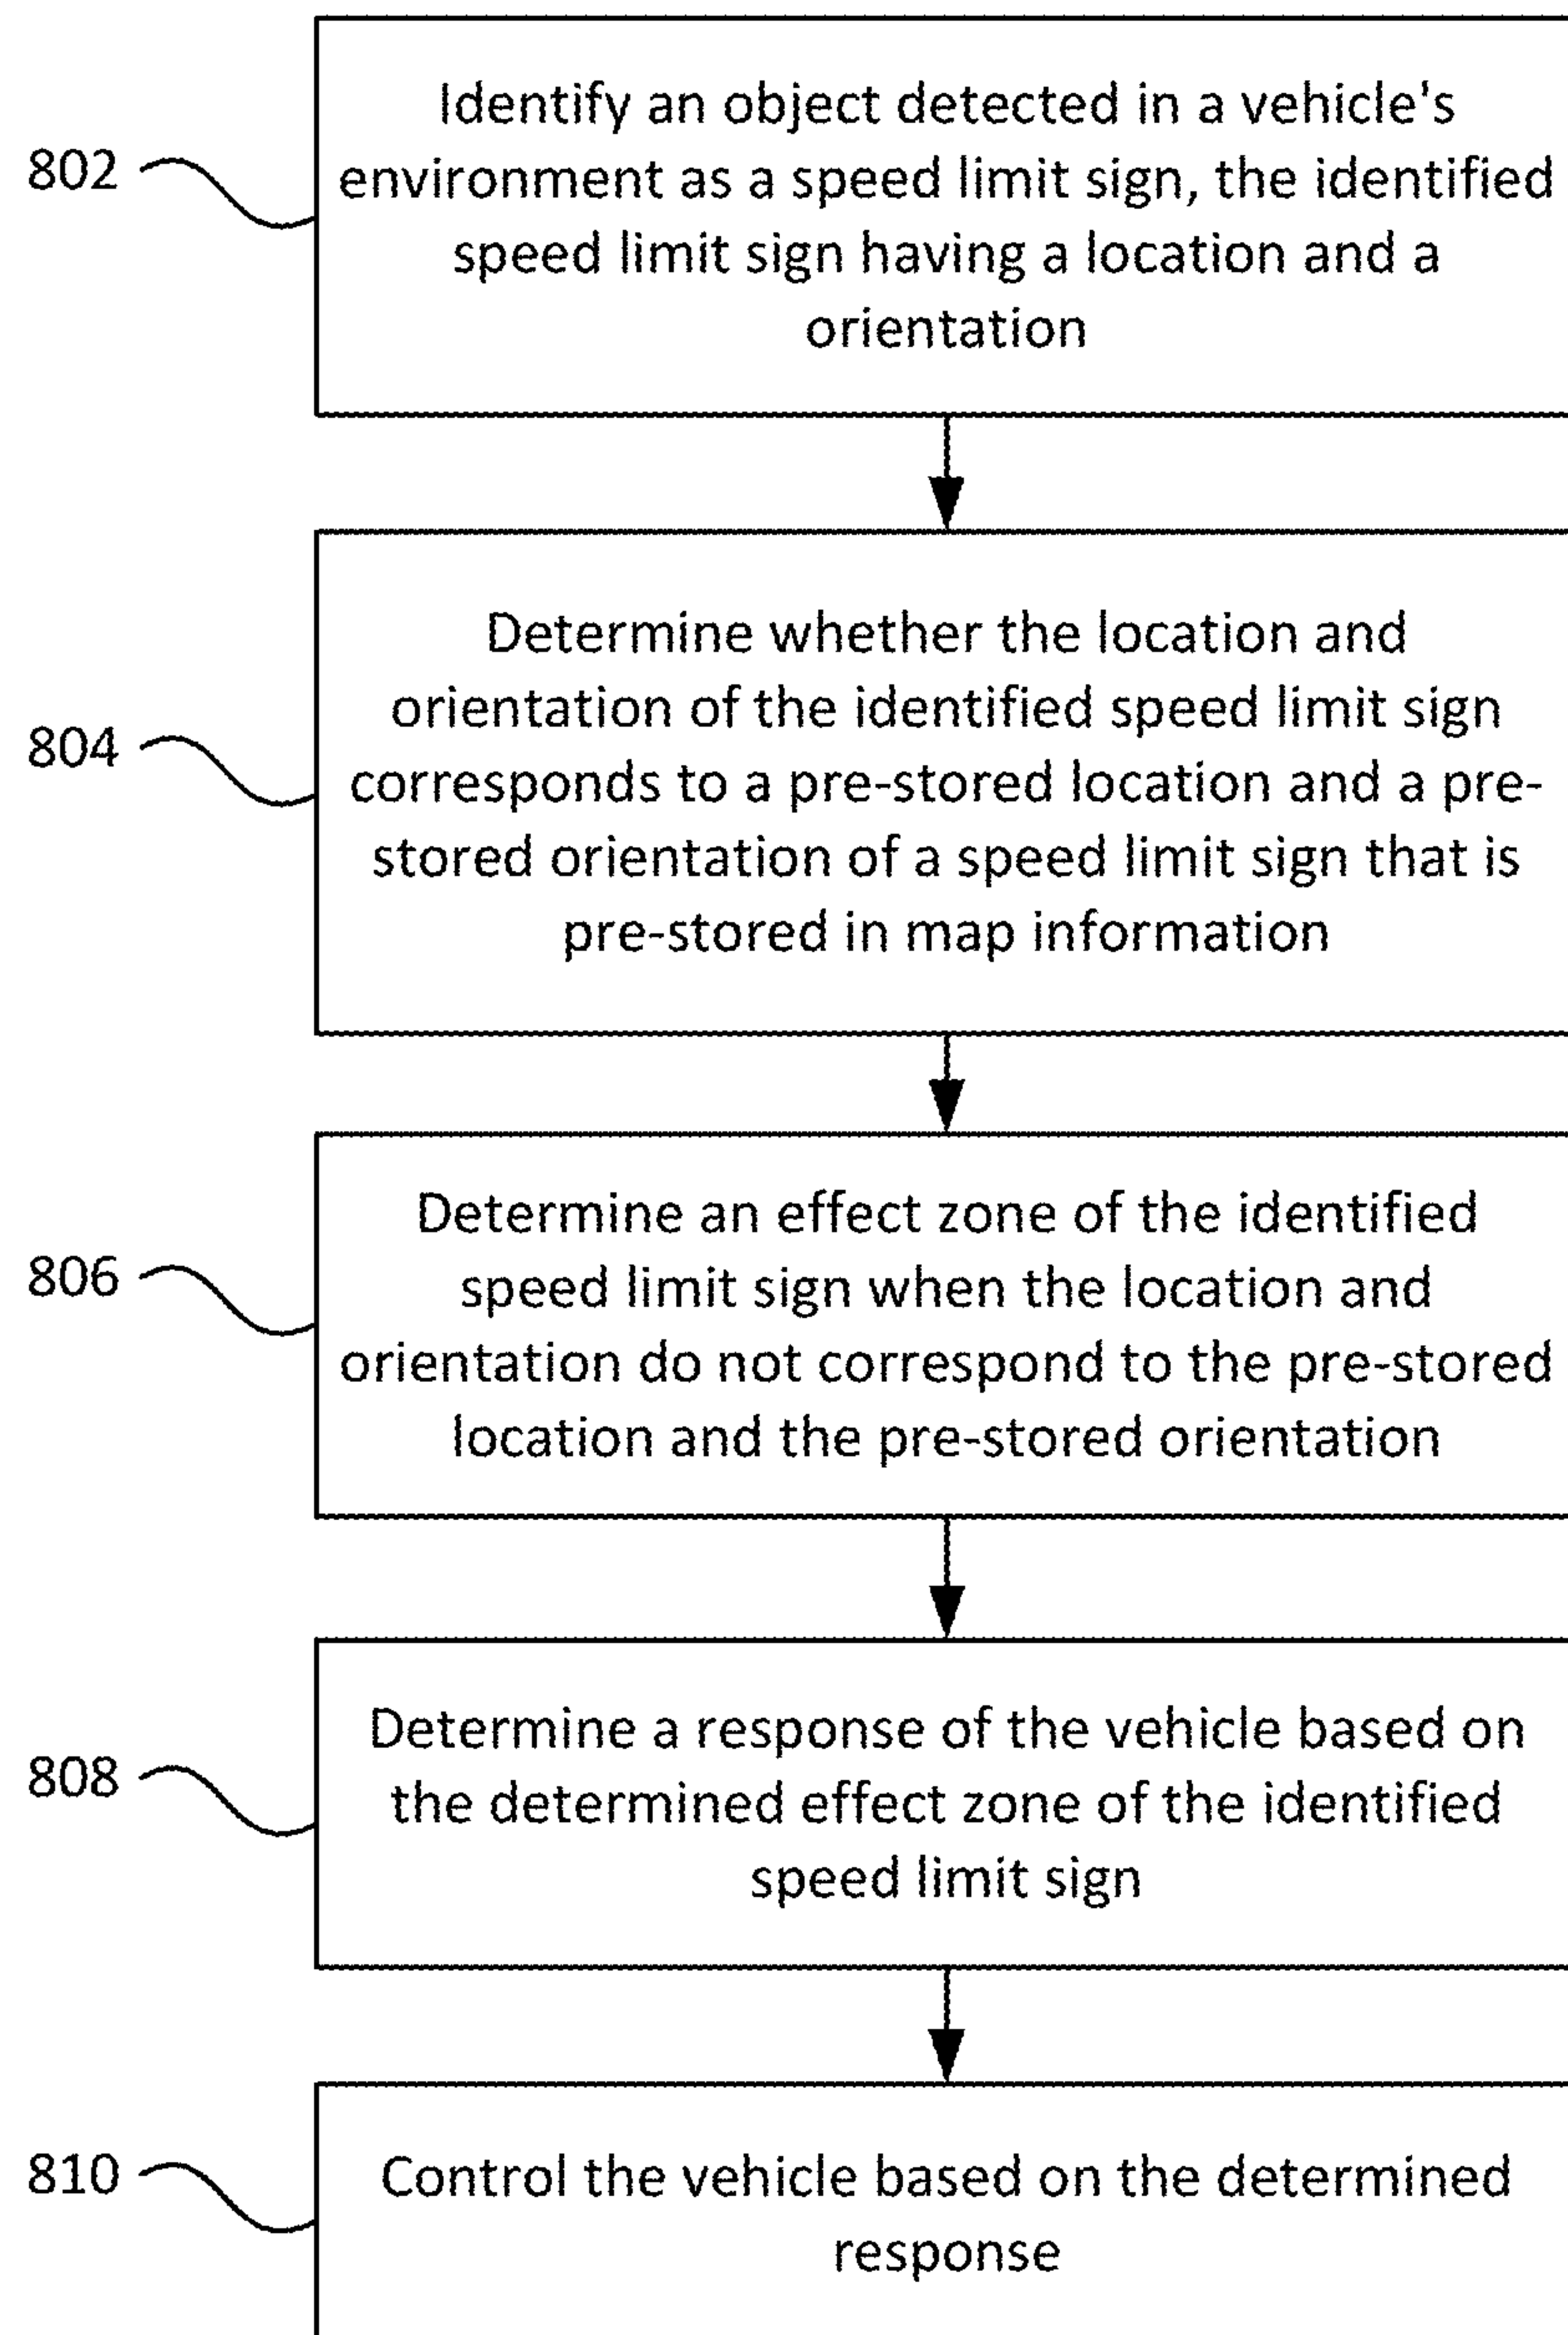 Identify an object detected in a vehicle's
802
environment as a speed limit sign, the identified
speed limit sign having a location and a
orientation
Determine whether the location and
orientation of the identified speed limit sign
804
corresponds to a pre-stored location and a pre-
stored orientation of a speed limit sign that is
pre-stored in map information
Determine an effect zone of the identified
806
speed limit sign when the location and
orientation do not correspond to the pre-stored
location and the pre-stored orientation
Determine a response of the vehicle based on
808
the determined effect zone of the identified
speed limit sign
810
Control the vehicle based on the determined
response